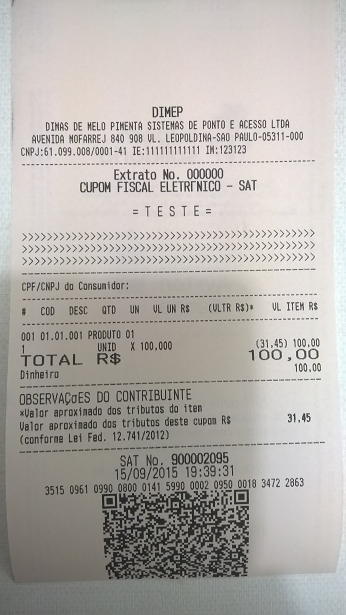 DIMEP
DIMAS DE MELO PIMENTA SISTEMAS DE PONTO E ACESSO LTDA
AVENIDA MOFARREJ 840 908 VL. LEOPOLDINA-SAO PAULO-05311-000
CNPJ:61.099.008/0001-41 IE:111111111111 IM:123123
Extrato No. 000000
CUPOM FISCAL ELETRÔNICO - SAT
= T E S T E =
>>>>>>>>>>>>>>>>>>>>>>>>>>>>>>>>>>>>>>>>>>>>>>>>
>>>>>>>>>>>>>>>>>>>>>>>>>>>>>>>>>>>>>>>>>>>>>>>>
>>>>>>>>>>>>>>>>>>>>>>>>>>>>>>>>>>>>>>>>>>>>>>>>
CPF/CNPJ do Consumidor:
# COD DESC QTD UN VL UN R$ (VLTR R$)* VL ITEM R$
001 01.01.001 PRODUTO 01
1 UNID X 100,000 (31,45) 100,00
TOTAL R$ 100,00
Dinheiro 100,00
OBSERVAÇõES DO CONTRIBUINTE
*Valor aproximado dos tributos do item
Valor aproximado dos tributos deste cupom R$ 31.45
(conforme Lei Fed. 12.741/2012)
SAT No. 900002095
15/09/2015 19:39:31
3515 0961 0990 0800 0141 5990 0002 0950 0018 3472 2863